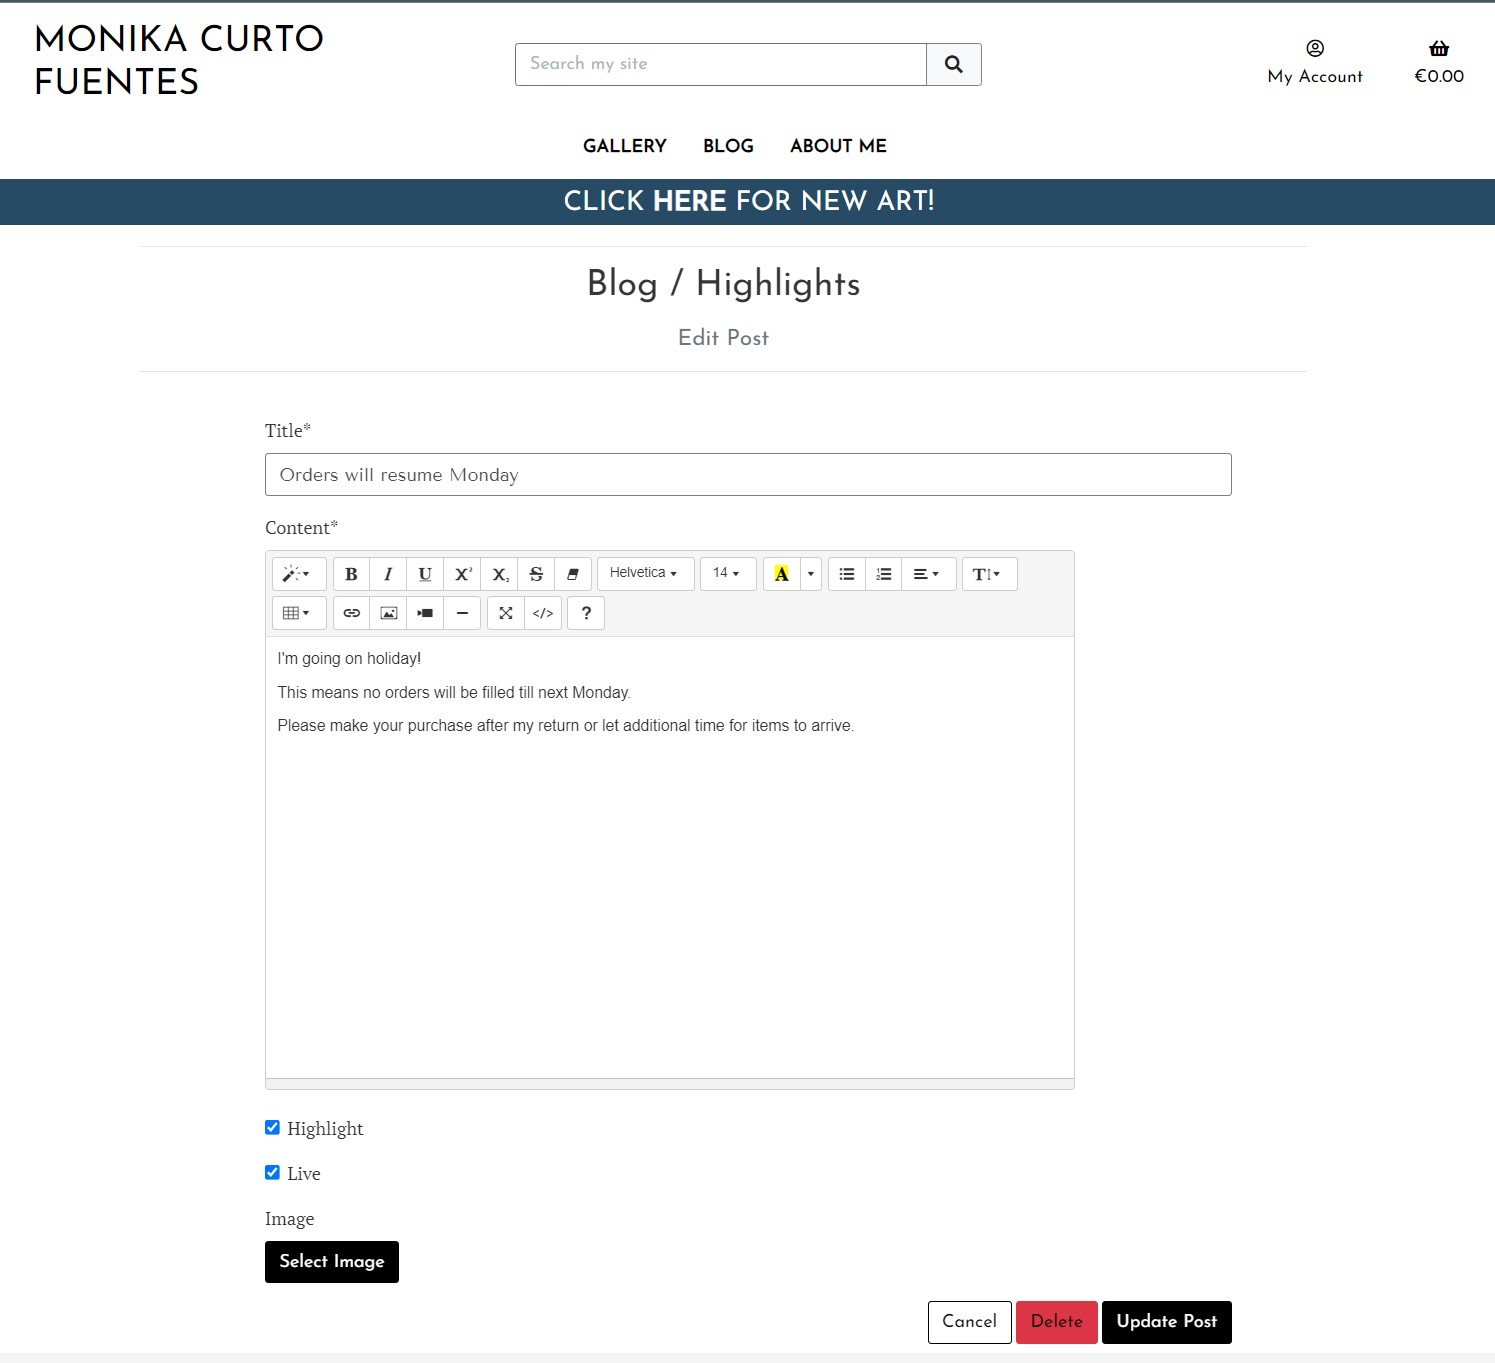 MONIKA CURTO
FUENTES
Search my site
My Account
€0.00
GALLERY BLOG ABOUT ME
CLICK HERE FOR NEW ART!
Blog / Highlights
Edit Post
Title*
Orders will resume Monday
Content*
B I U X² X₂ S Helvetica 14 A T
</> ?
I'm going on holiday!
This means no orders will be filled till next Monday.
Please make your purchase after my return or let additional time for items to arrive.
Highlight
Live
Image
Select Image
Cancel Delete Update Post